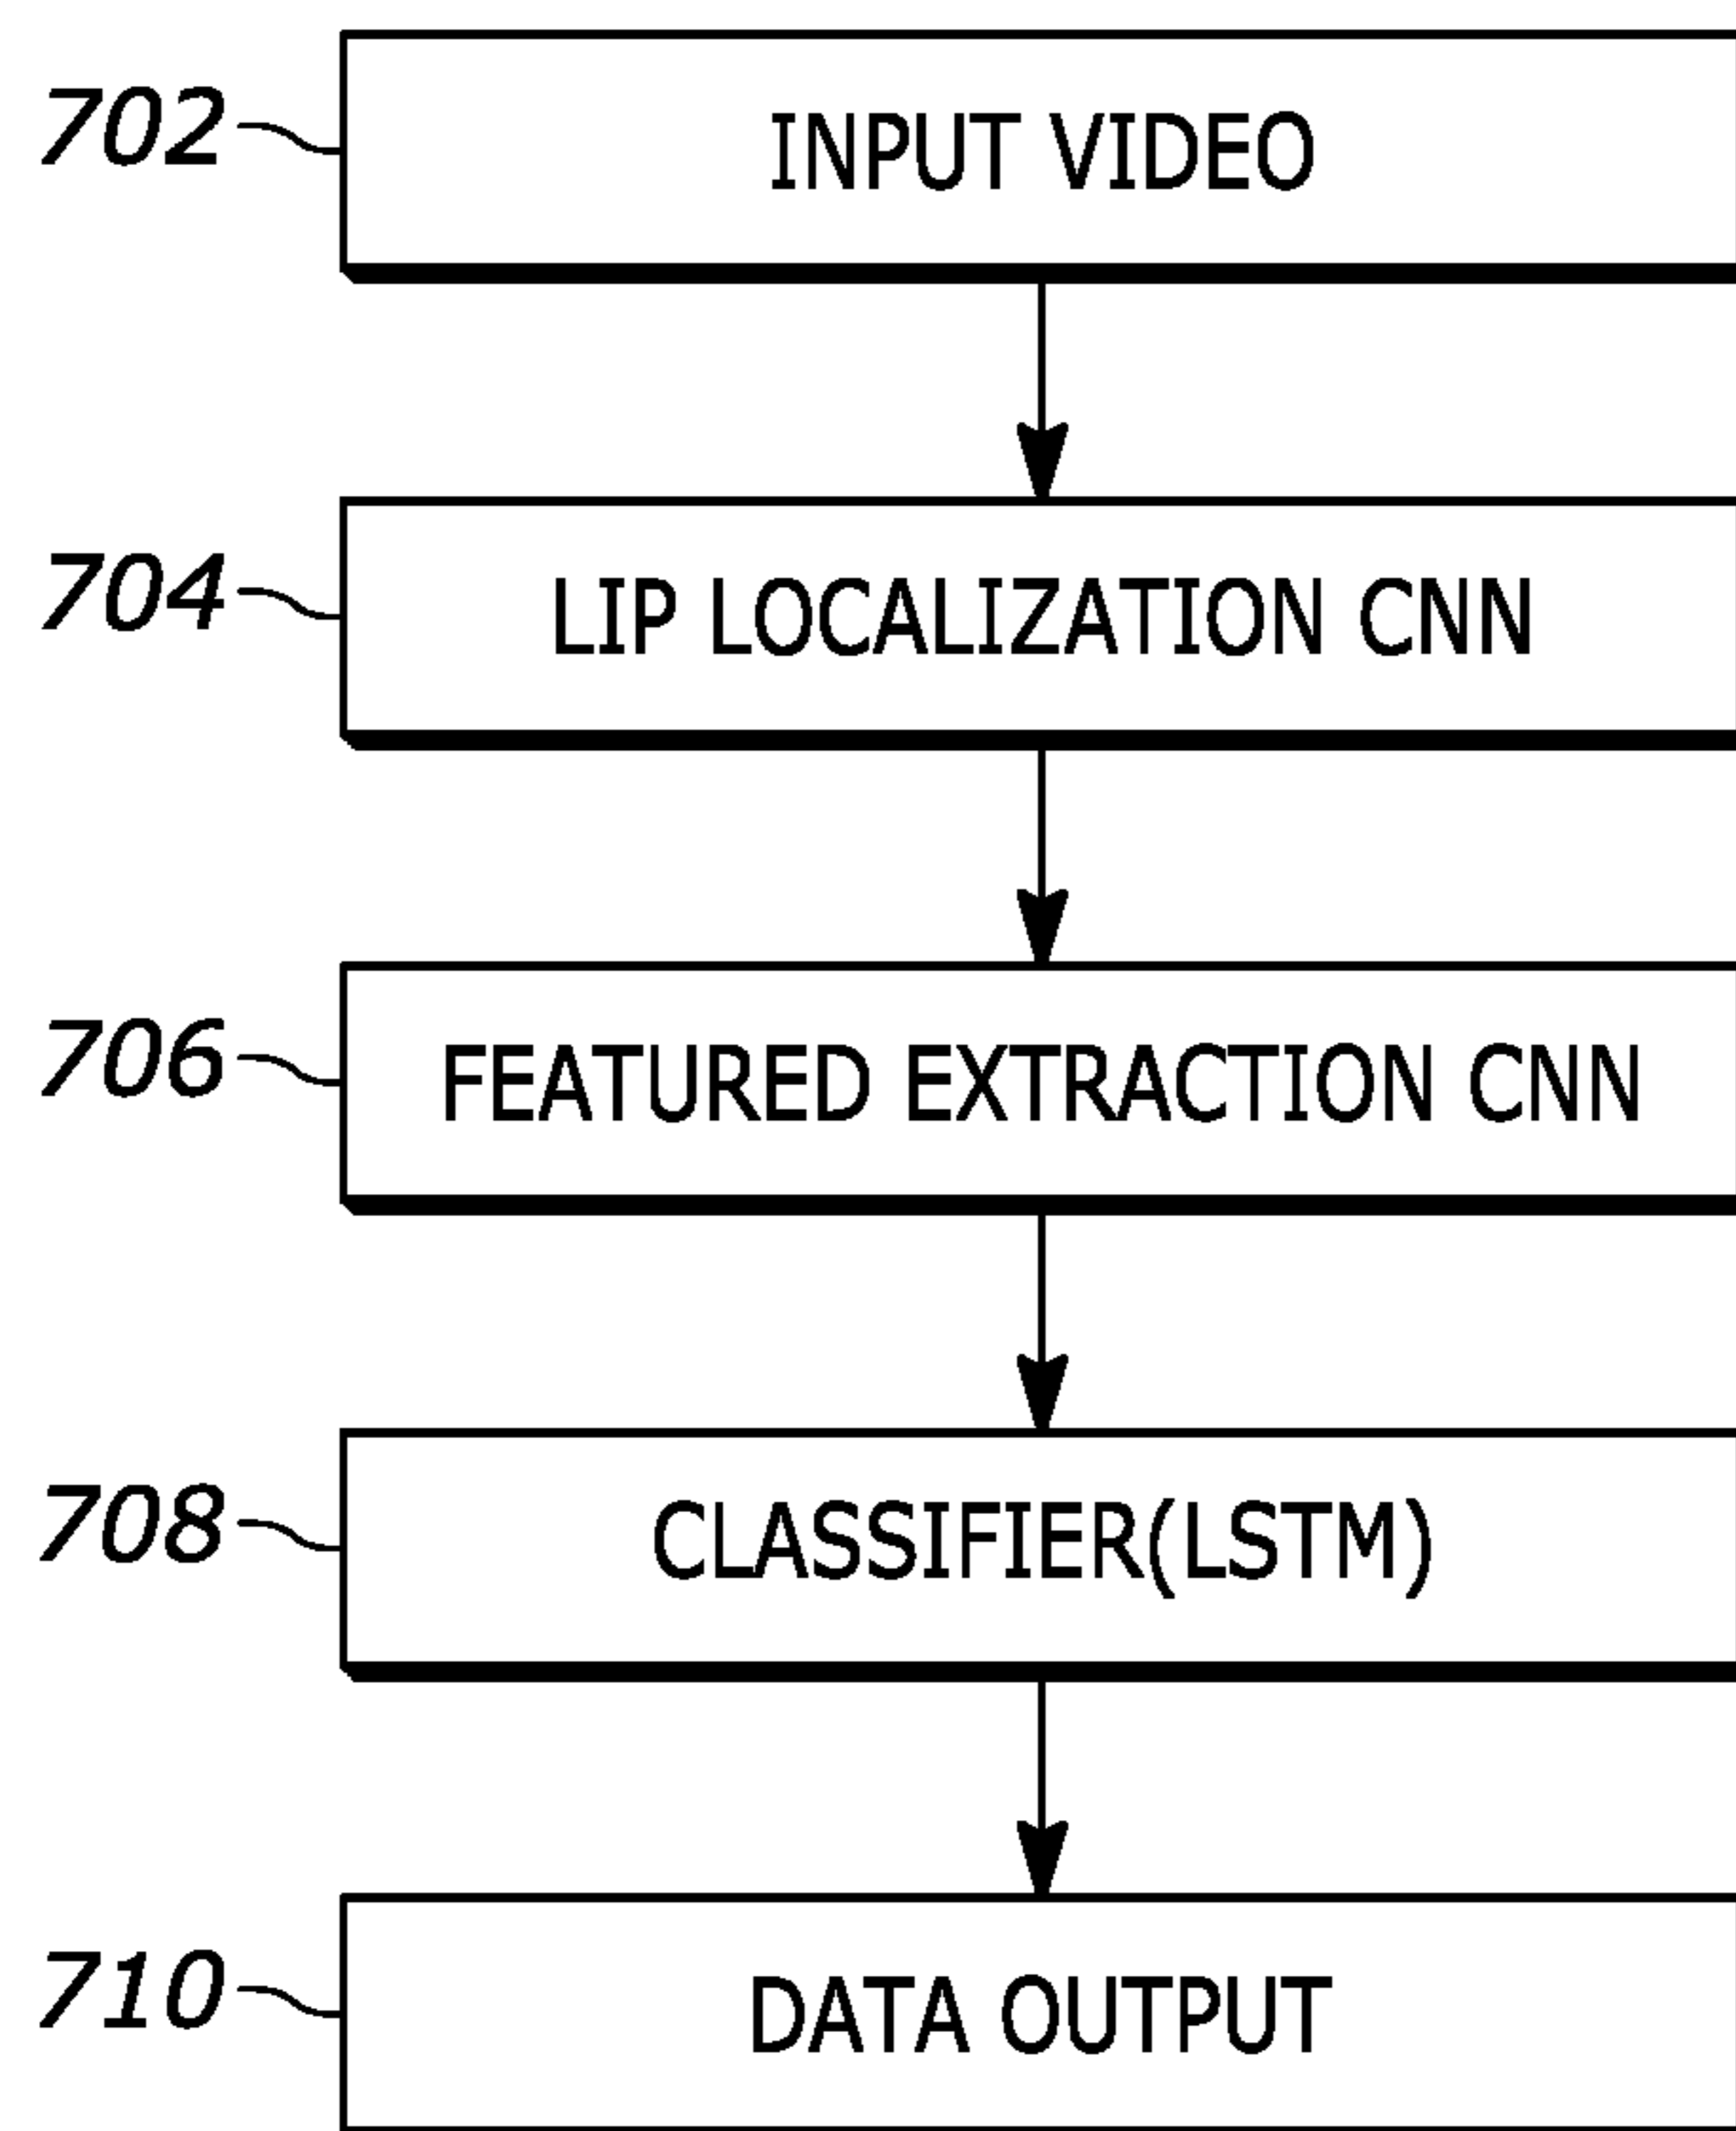 702 INPUT VIDEO
704 LIP LOCALIZATION CNN
706 FEATURED EXTRACTION CNN
708 CLASSIFIER(LSTM)
710 DATA OUTPUT